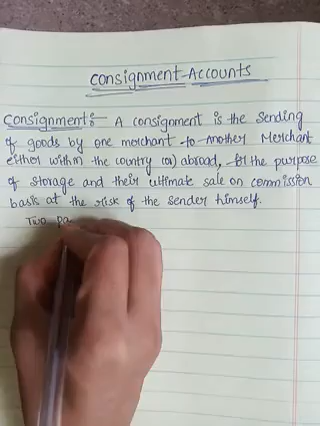 Consignment Accounts
Consignment:- A consignment is the sending
of goods by one merchant to Another Merchant
either within the country (or) abroad, for the purpose
of storage and their ultimate sale on commission
basis at the risk of the sender himself.
Two pa